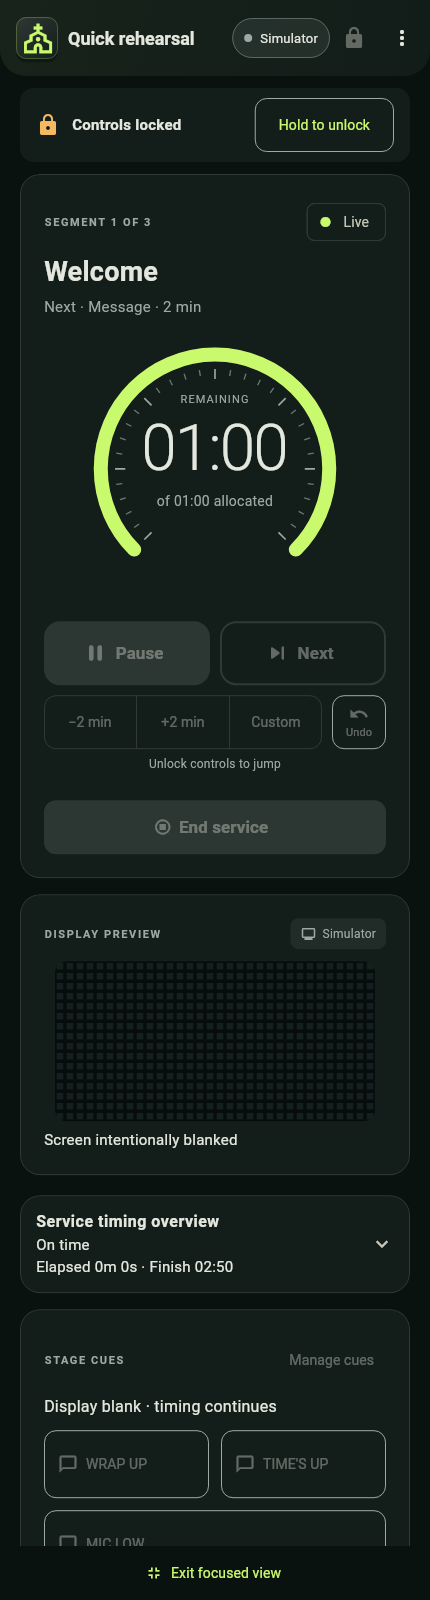 Quick rehearsal
Simulator
Controls locked
Hold to unlock
SEGMENT 1 OF 3
Live
Welcome
Next · Message · 2 min
REMAINING
01:00
of 01:00 allocated
Pause
Next
−2 min
+2 min
Custom
Undo
Unlock controls to jump
End service
DISPLAY PREVIEW
Simulator
Screen intentionally blanked
Service timing overview
On time
Elapsed 0m 0s · Finish 02:50
STAGE CUES
Manage cues
Display blank · timing continues
WRAP UP
TIME'S UP
MIC LOW
Exit focused view